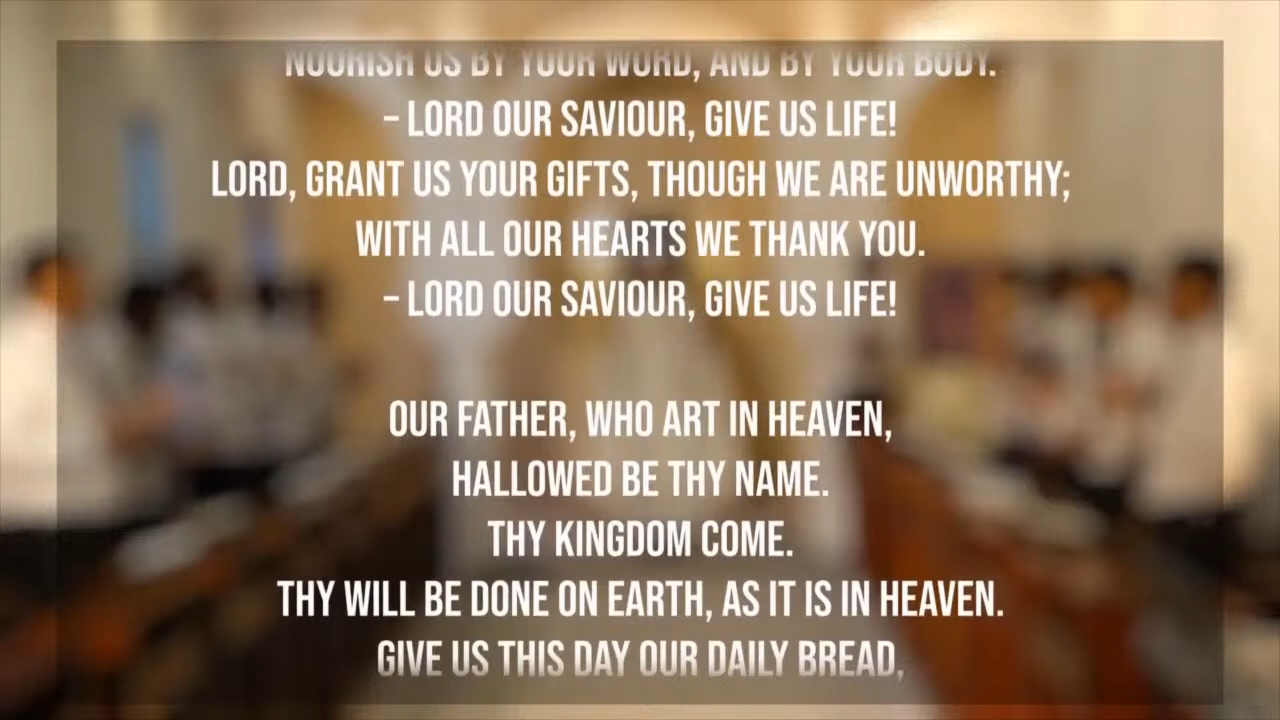 NOURISH US BY YOUR WORD, AND BY YOUR BODY.
– LORD OUR SAVIOUR, GIVE US LIFE!
LORD, GRANT US YOUR GIFTS, THOUGH WE ARE UNWORTHY;
WITH ALL OUR HEARTS WE THANK YOU.
– LORD OUR SAVIOUR, GIVE US LIFE!
OUR FATHER, WHO ART IN HEAVEN,
HALLOWED BE THY NAME.
THY KINGDOM COME.
THY WILL BE DONE ON EARTH, AS IT IS IN HEAVEN.
GIVE US THIS DAY OUR DAILY BREAD,